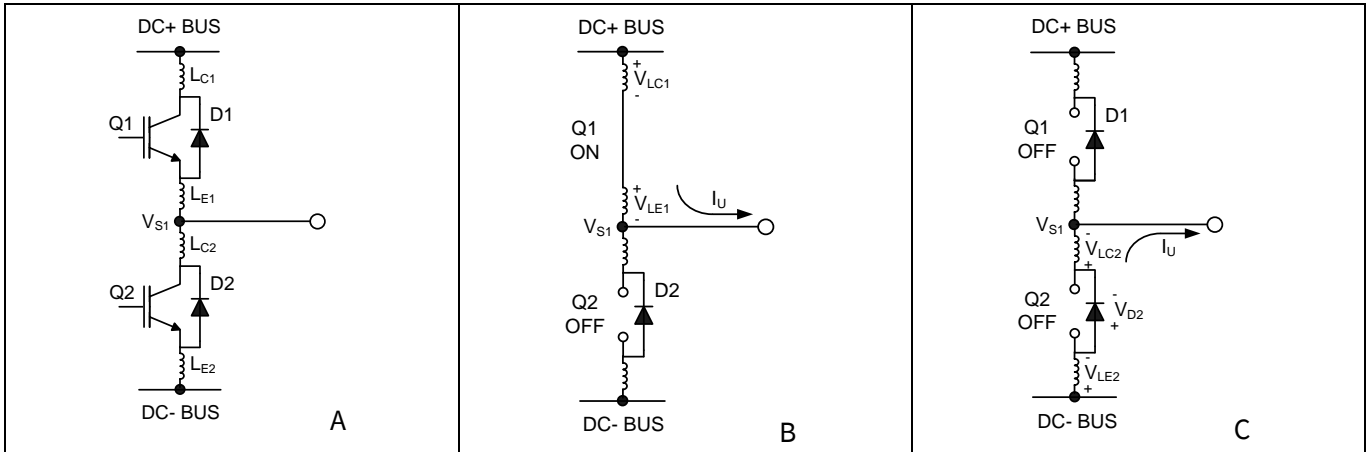 DC+ BUS
LC1
D1
Q1
LE1
VS1
LC2
D2
Q2
LE2
DC- BUS
A
DC+ BUS
+
VLC1
-
Q1
ON
+
VLE1
-
IU
VS1
D2
Q2
OFF
DC- BUS
B
DC+ BUS
D1
Q1
OFF
VS1
-
VLC2
+
IU
Q2
OFF
-
VD2
+
-
VLE2
+
DC- BUS
C